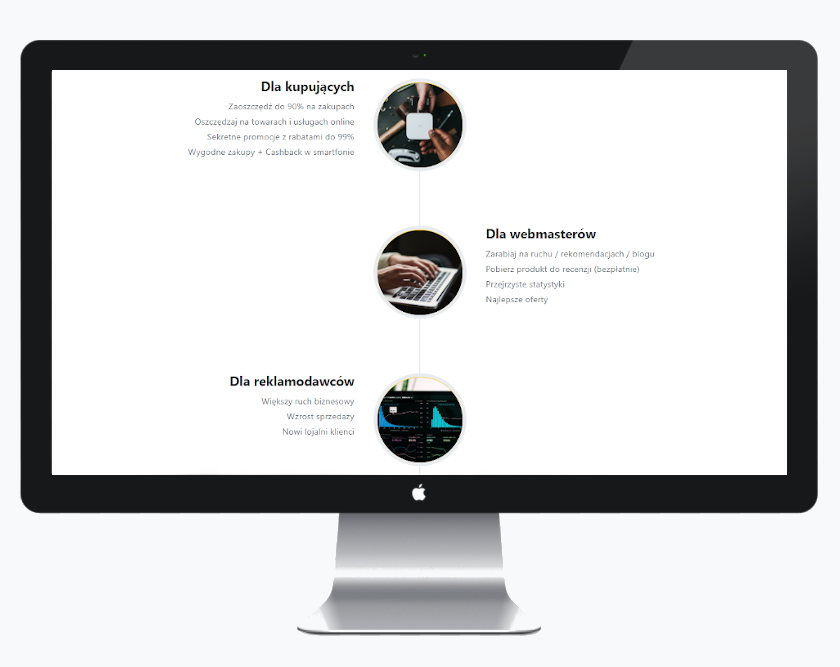 Dla kupujących
Zaoszczędź do 90% na zakupach
Oszczędzaj na towarach i usługach online
Sekretne promocje z rabatami do 99%
Wygodne zakupy + Cashback w smartfonie
Dla webmasterów
Zarabiaj na ruchu / rekomendacjach / blogu
Pobierz produkt do recenzji (bezpłatnie)
Przejrzyste statystyki
Najlepsze oferty
Dla reklamodawców
Większy ruch biznesowy
Wzrost sprzedaży
Nowi lojalni klienci